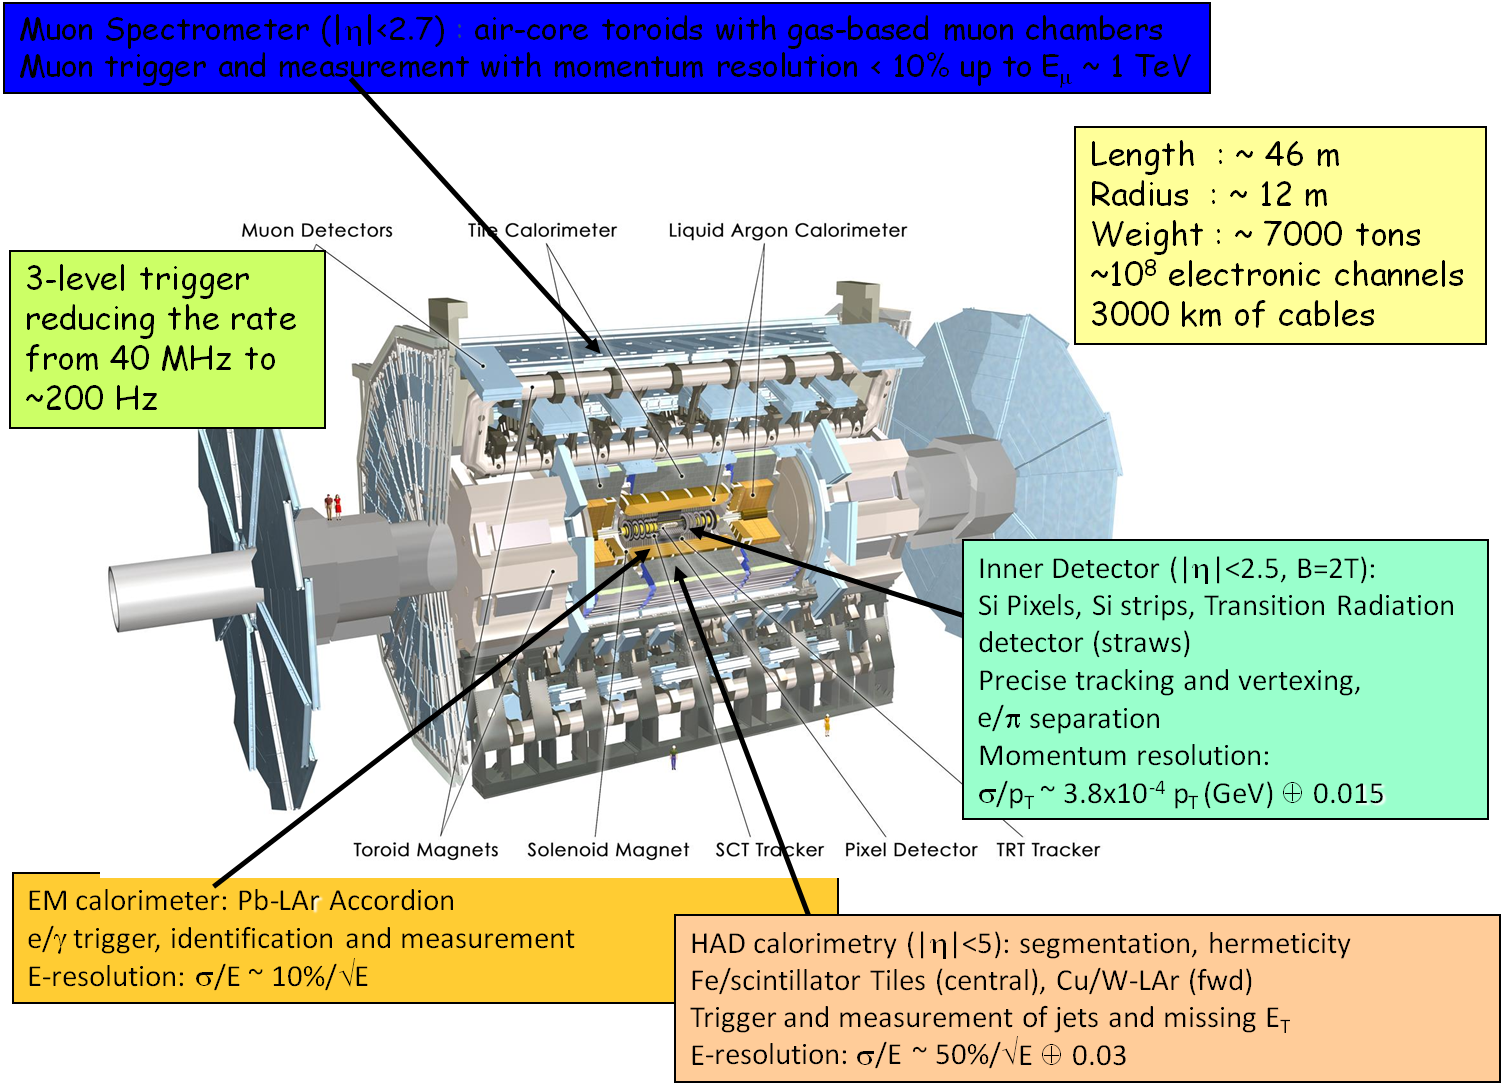 Muon Spectrometer (|η|<2.7) : air-core toroids with gas-based muon chambers
Muon trigger and measurement with momentum resolution < 10% up to Eμ ~ 1 TeV
Length : ~ 46 m
Radius : ~ 12 m
Weight : ~ 7000 tons
~10⁸ electronic channels
3000 km of cables
Muon Detectors
Tile Calorimeter
Liquid Argon Calorimeter
3-level trigger
reducing the rate
from 40 MHz to
~200 Hz
Inner Detector (|η|<2.5, B=2T):
Si Pixels, Si strips, Transition Radiation
detector (straws)
Precise tracking and vertexing,
e/π separation
Momentum resolution:
σ/pT ~ 3.8x10⁻⁴ pT (GeV) ⊕ 0.015
Toroid Magnets
Solenoid Magnet
SCT Tracker
Pixel Detector
TRT Tracker
EM calorimeter: Pb-LAr Accordion
e/γ trigger, identification and measurement
E-resolution: σ/E ~ 10%/√E
HAD calorimetry (|η|<5): segmentation, hermeticity
Fe/scintillator Tiles (central), Cu/W-LAr (fwd)
Trigger and measurement of jets and missing ET
E-resolution: σ/E ~ 50%/√E ⊕ 0.03